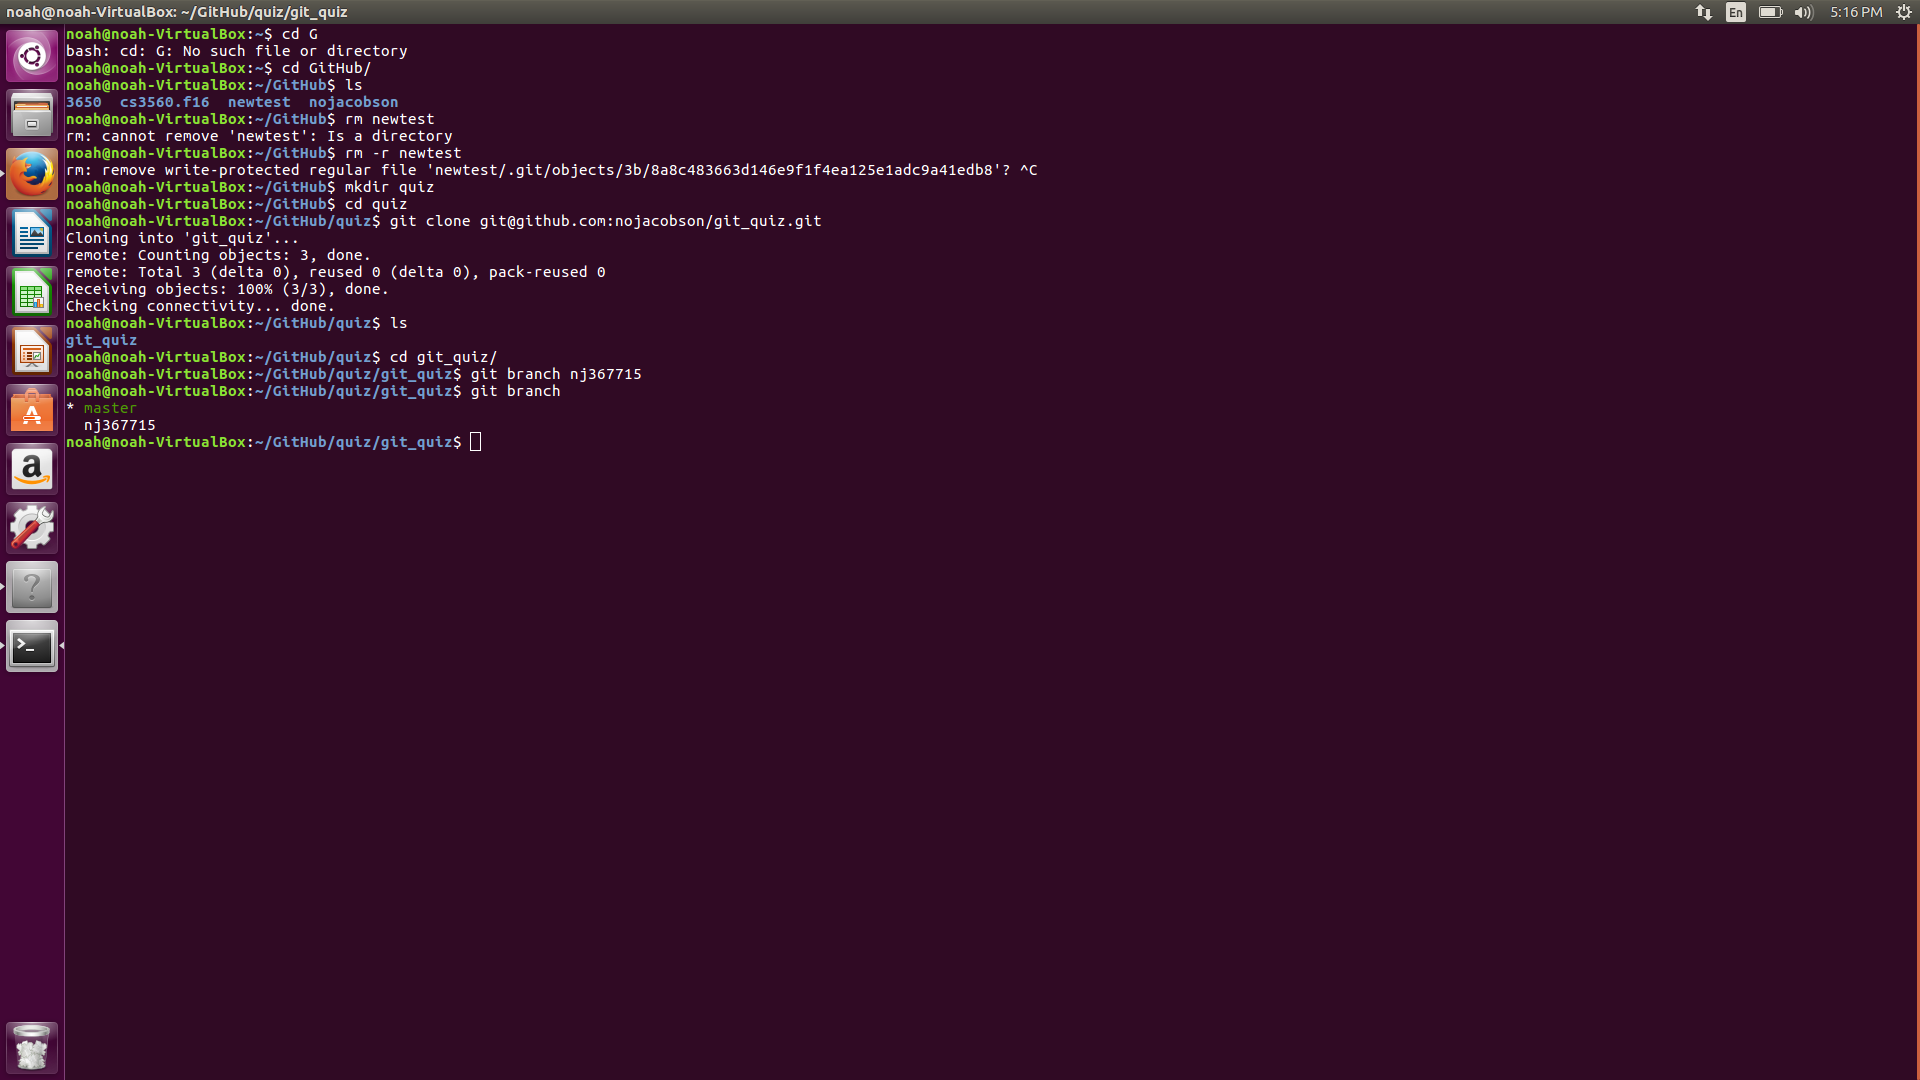 noah@noah-VirtualBox: ~/GitHub/quiz/git_quiz
En
5:16 PM
noah@noah-VirtualBox:~$ cd G
bash: cd: G: No such file or directory
noah@noah-VirtualBox:~$ cd GitHub/
noah@noah-VirtualBox:~/GitHub$ ls
3650  cs3560.f16  newtest  nojacobson
noah@noah-VirtualBox:~/GitHub$ rm newtest
rm: cannot remove 'newtest': Is a directory
noah@noah-VirtualBox:~/GitHub$ rm -r newtest
rm: remove write-protected regular file 'newtest/.git/objects/3b/8a8c483663d146e9f1f4ea125e1adc9a41edb8'? ^C
noah@noah-VirtualBox:~/GitHub$ mkdir quiz
noah@noah-VirtualBox:~/GitHub$ cd quiz
noah@noah-VirtualBox:~/GitHub/quiz$ git clone git@github.com:nojacobson/git_quiz.git
Cloning into 'git_quiz'...
remote: Counting objects: 3, done.
remote: Total 3 (delta 0), reused 0 (delta 0), pack-reused 0
Receiving objects: 100% (3/3), done.
Checking connectivity... done.
noah@noah-VirtualBox:~/GitHub/quiz$ ls
git_quiz
noah@noah-VirtualBox:~/GitHub/quiz$ cd git_quiz/
noah@noah-VirtualBox:~/GitHub/quiz/git_quiz$ git branch nj367715
noah@noah-VirtualBox:~/GitHub/quiz/git_quiz$ git branch
* master
  nj367715
noah@noah-VirtualBox:~/GitHub/quiz/git_quiz$